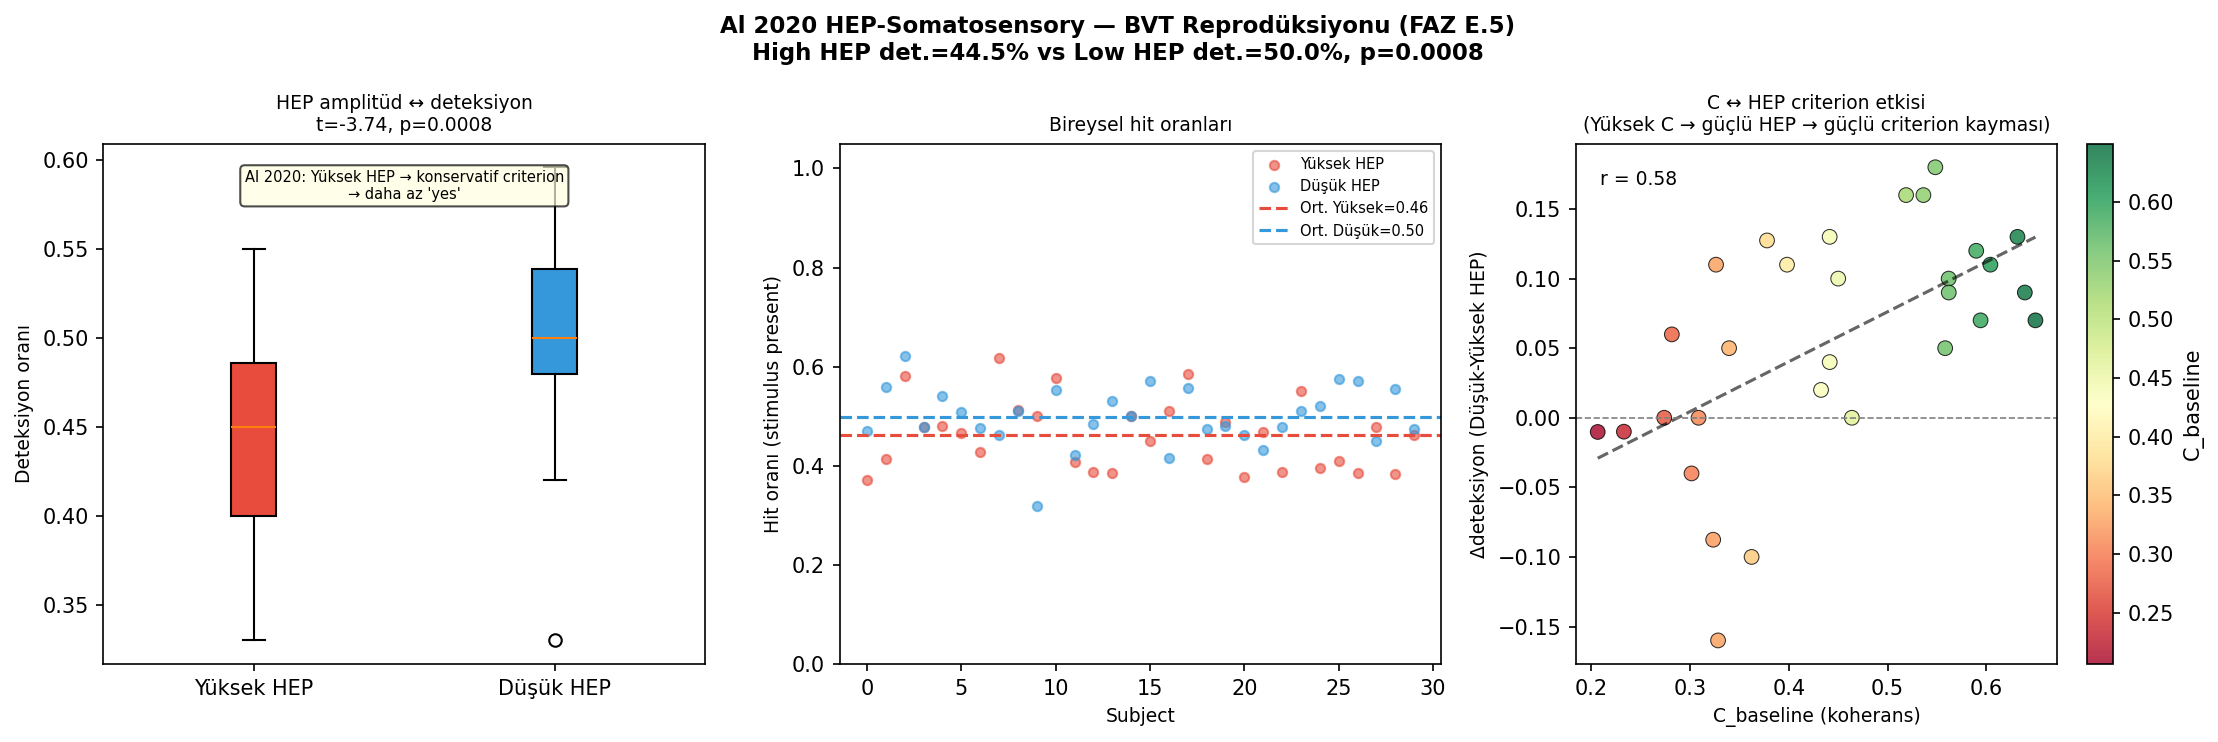 Al 2020 HEP-Somatosensory — BVT Reprodüksiyonu (FAZ E.5)
High HEP det.=44.5% vs Low HEP det.=50.0%, p=0.0008
HEP amplitüd ↔ deteksiyon
t=-3.74, p=0.0008
Al 2020: Yüksek HEP → konservatif criterion
→ daha az 'yes'
Deteksiyon oranı
0.60
0.55
0.50
0.45
0.40
0.35
Yüksek HEP
Düşük HEP
Bireysel hit oranları
Yüksek HEP
Düşük HEP
Ort. Yüksek=0.46
Ort. Düşük=0.50
Hit oranı (stimulus present)
1.0
0.8
0.6
0.4
0.2
0.0
0
5
10
15
20
25
30
Subject
C ↔ HEP criterion etkisi
(Yüksek C → güçlü HEP → güçlü criterion kayması)
r = 0.58
Δdeteksiyon (Düşük-Yüksek HEP)
0.15
0.10
0.05
0.00
−0.05
−0.10
−0.15
0.2
0.3
0.4
0.5
0.6
C_baseline (koherans)
0.60
0.55
0.50
0.45
0.40
0.35
0.30
0.25
C_baseline